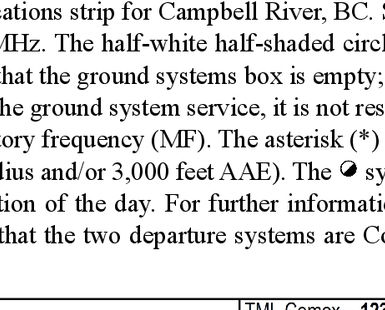 ations strip for Campbell River, BC.
MHz. The half-white half-shaded circl
that the ground systems box is empty;
he ground system service, it is not res
tory frequency (MF). The asterisk (*)
dius and/or 3,000 feet AAE). The sy
tion of the day. For further informati
that the two departure systems are Co
TML Comox 123